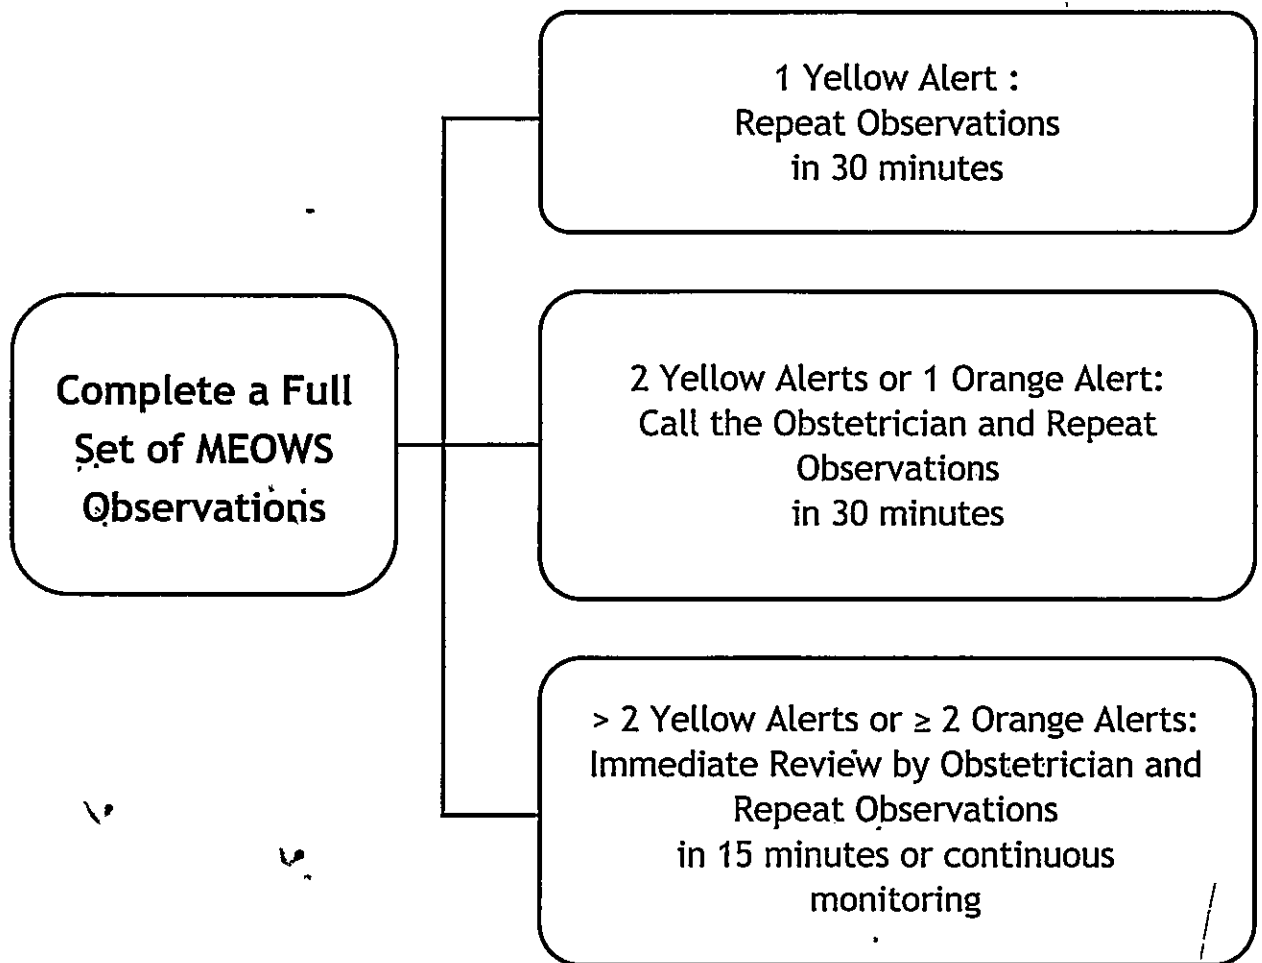 1 Yellow Alert :
Repeat Observations
in 30 minutes
Complete a Full
Set of MEOWS
Observations
2 Yellow Alerts or 1 Orange Alert:
Call the Obstetrician and Repeat
Observations
in 30 minutes
> 2 Yellow Alerts or ≥ 2 Orange Alerts:
Immediate Review by Obstetrician and
Repeat Observations
in 15 minutes or continuous
monitoring